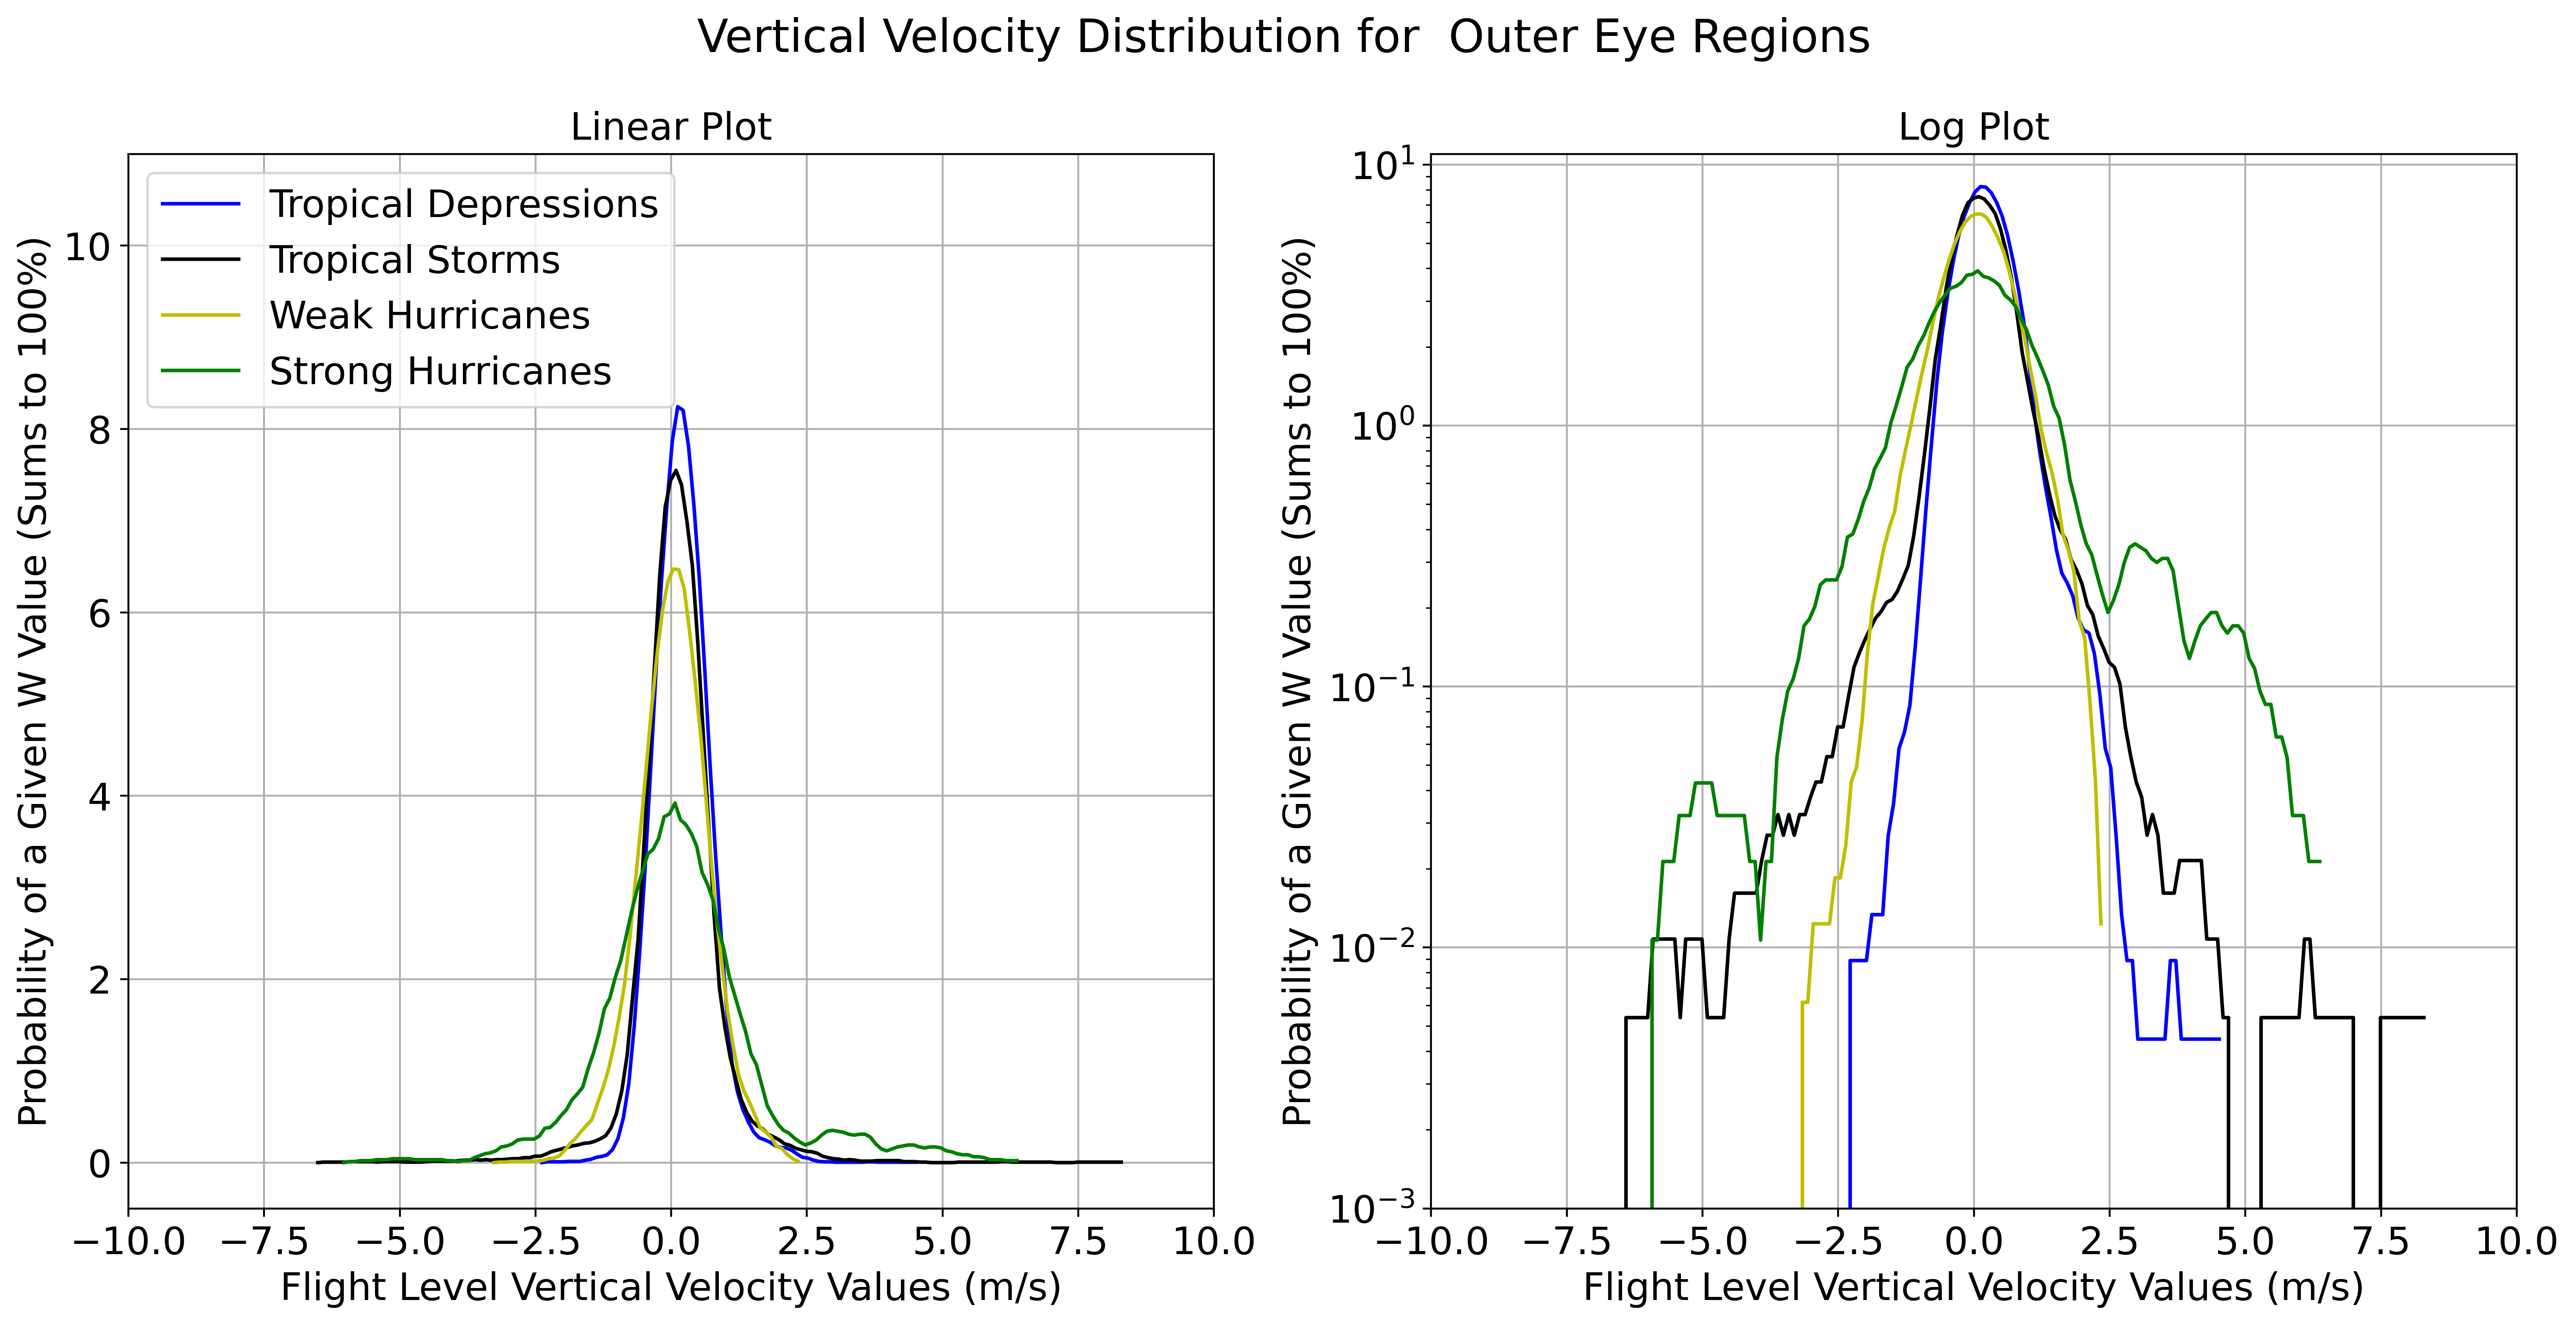 Vertical Velocity Distribution for  Outer Eye Regions
Linear Plot
Probability of a Given W Value (Sums to 100%)
10
8
6
4
2
0
Tropical Depressions
Tropical Storms
Weak Hurricanes
Strong Hurricanes
−10.0 −7.5 −5.0 −2.5 0.0 2.5 5.0 7.5 10.0
Flight Level Vertical Velocity Values (m/s)
Log Plot
Probability of a Given W Value (Sums to 100%)
10¹
10⁰
10⁻¹
10⁻²
10⁻³
−10.0 −7.5 −5.0 −2.5 0.0 2.5 5.0 7.5 10.0
Flight Level Vertical Velocity Values (m/s)